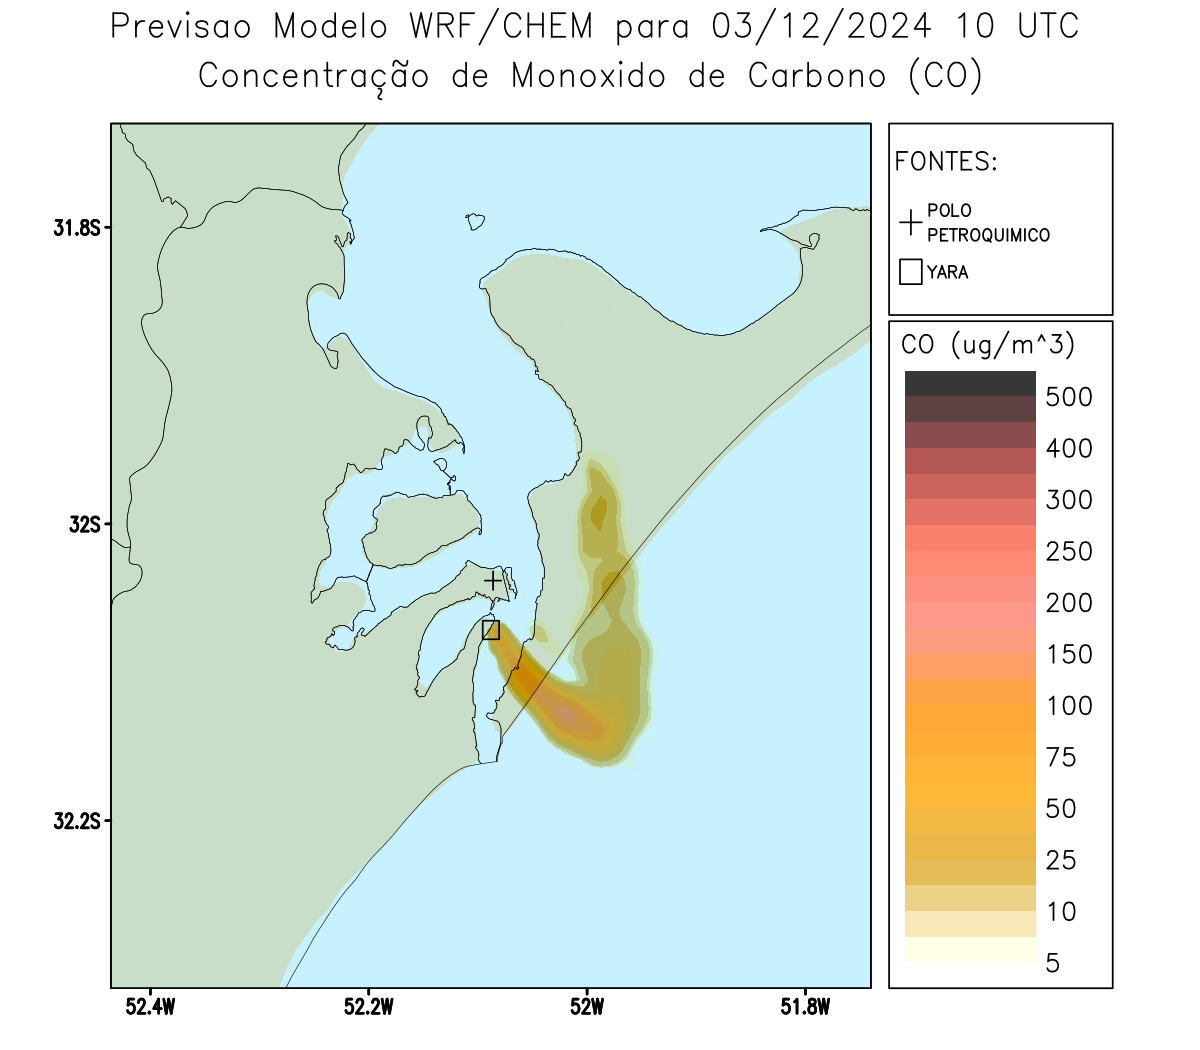 Previsao Modelo WRF/CHEM para 03/12/2024 10 UTC
Concentração de Monoxido de Carbono (CO)
31.8S
32S
32.2S
52.4W
52.2W
52W
51.8W
FONTES:
POLO
PETROQUIMICO
YARA
CO (ug/m^3)
500
400
300
250
200
150
100
75
50
25
10
5